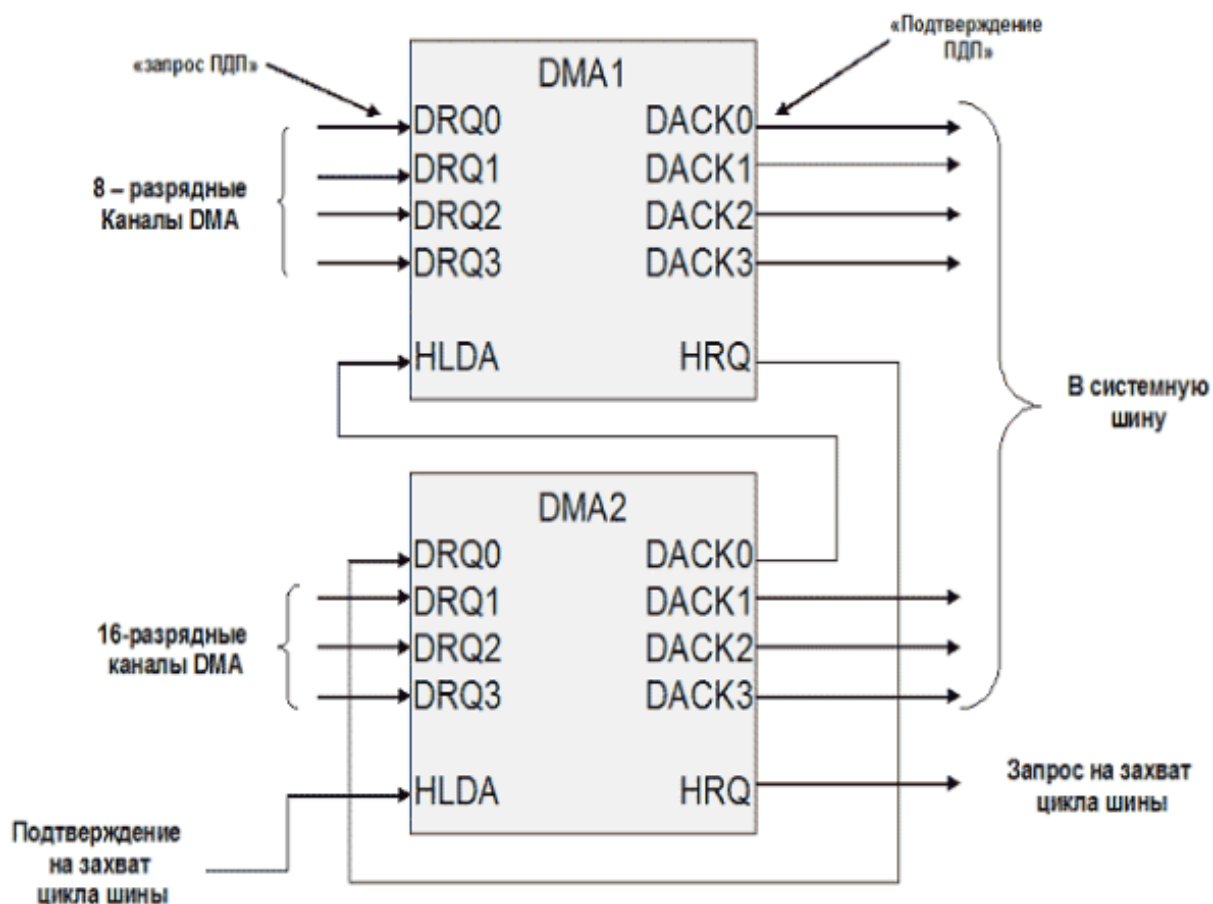 «запрос ПДП»
«Подтверждение
ПДП»
DMA1
DRQ0
DACK0
DRQ1
DACK1
DRQ2
DACK2
DRQ3
DACK3
8 – разрядные
Каналы DMA
HLDA
HRQ
В системную
шину
DMA2
DRQ0
DACK0
DRQ1
DACK1
DRQ2
DACK2
DRQ3
DACK3
16-разрядные
каналы DMA
HLDA
HRQ
Запрос на захват
цикла шины
Подтверждение
на захват
цикла шины